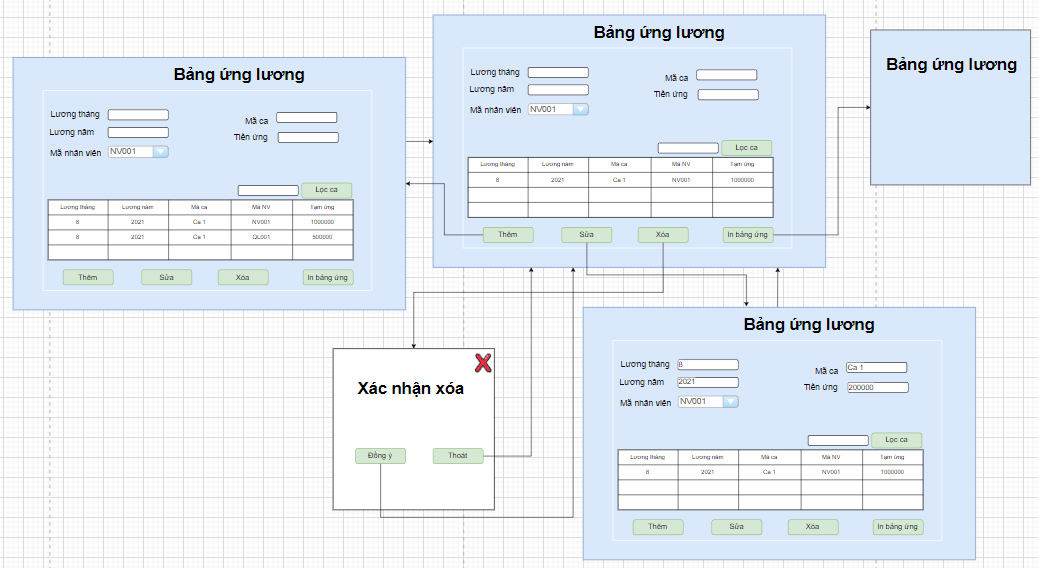 Bảng ứng lương
Lương tháng
Lương năm
Mã nhân viên NV001
Mã ca
Tiền ứng
Lọc ca
Lương tháng Lương năm Mã ca Mã NV Tạm ứng
8 2021 Ca 1 NV001 1000000
8 2021 Ca 1 QL001 500000
Thêm Sửa Xóa In bảng ứng
Bảng ứng lương
Lương tháng
Lương năm
Mã nhân viên NV001
Mã ca
Tiền ứng
Lọc ca
Lương tháng Lương năm Mã ca Mã NV Tạm ứng
8 2021 Ca 1 NV001 1000000
Thêm Sửa Xóa In bảng ứng
Bảng ứng lương
Xác nhận xóa
Đồng ý Thoát
Bảng ứng lương
Lương tháng 8
Lương năm 2021
Mã nhân viên NV001
Mã ca Ca 1
Tiền ứng 200000
Lọc ca
Lương tháng Lương năm Mã ca Mã NV Tạm ứng
8 2021 Ca 1 NV001 1000000
Thêm Sửa Xóa In bảng ứng